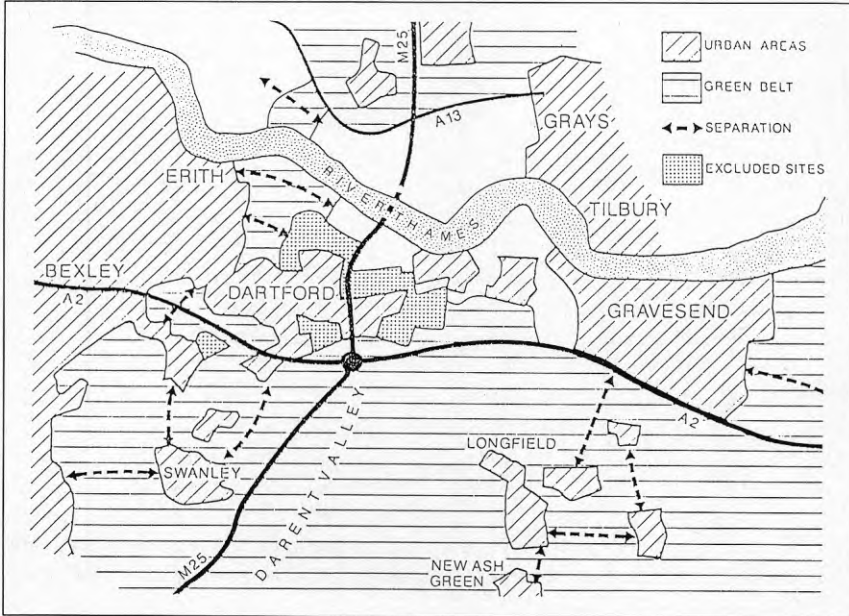 M25
URBAN AREAS
GREEN BELT
SEPARATION
EXCLUDED SITES
A13
GRAYS
ERITH
RIVER THAMES
TILBURY
BEXLEY
A2
DARTFORD
GRAVESEND
A2
LONGFIELD
SWANLEY
DARENT VALLEY
M25
NEW ASH
GREEN